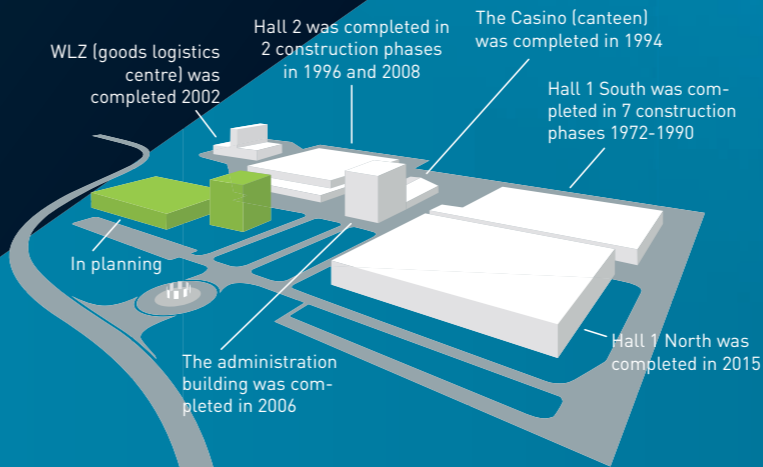 The Casino (canteen)
was completed in 1994
Hall 2 was completed in
2 construction phases
in 1996 and 2008
WLZ (goods logistics
centre) was
completed 2002
Hall 1 South was com-
pleted in 7 construction
phases 1972-1990
In planning
Hall 1 North was
completed in 2015
The administration
building was com-
pleted in 2006